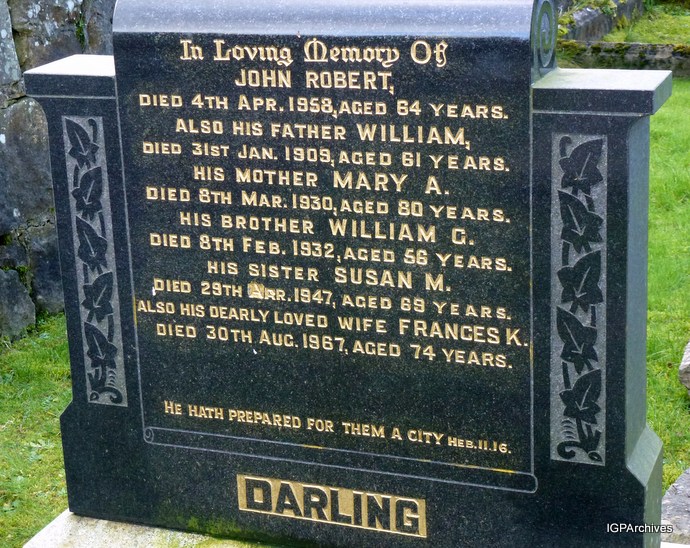 In Loving Memory Of
JOHN ROBERT,
DIED 4TH APR. 1958, AGED 64 YEARS.
ALSO HIS FATHER WILLIAM,
DIED 31ST JAN. 1909, AGED 61 YEARS.
HIS MOTHER MARY A.
DIED 8TH MAR. 1930, AGED 80 YEARS.
HIS BROTHER WILLIAM G.
DIED 8TH FEB. 1932, AGED 56 YEARS.
HIS SISTER SUSAN M.
DIED 29TH 1947, AGED 69 YEARS.
ALSO HIS DEARLY LOVED WIFE FRANCES K.
DIED 30TH AUG. 1967, AGED 74 YEARS.
HE HATH PREPARED FOR THEM A CITY HEB. 11.16.
DARLING
IGPArchives